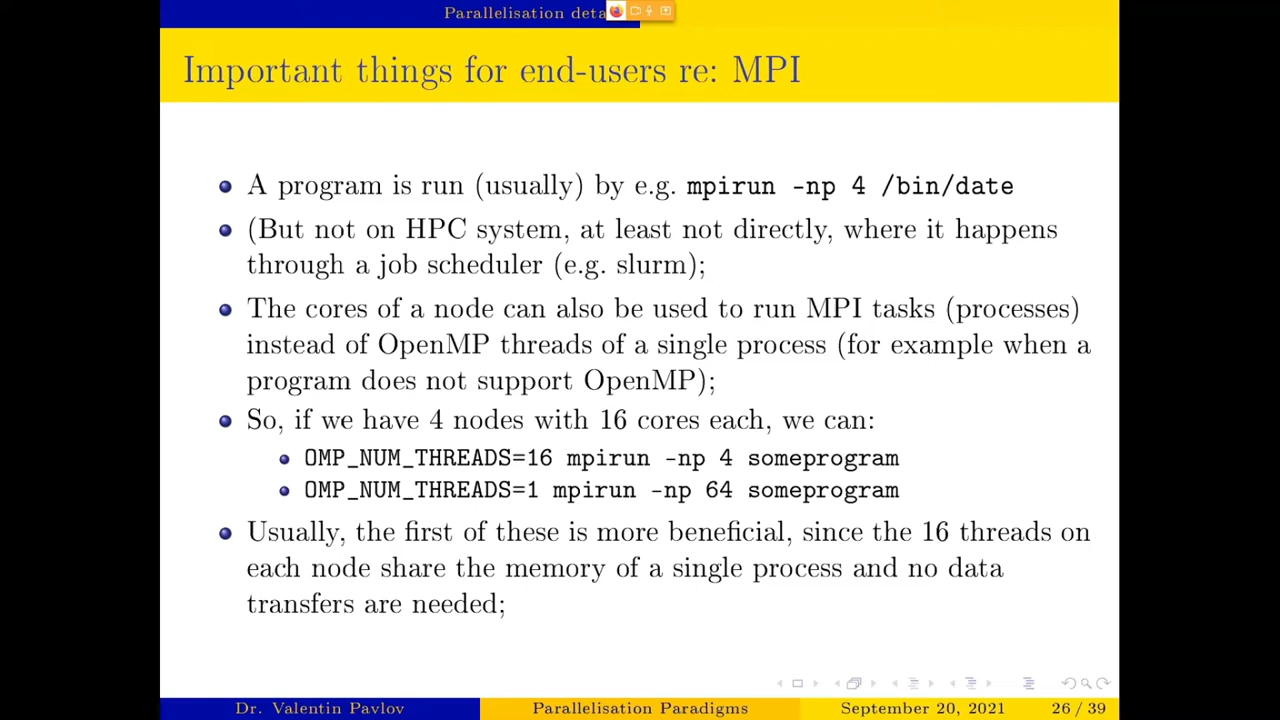 Parallelisation deta
Important things for end-users re: MPI
A program is run (usually) by e.g. mpirun -np 4 /bin/date
(But not on HPC system, at least not directly, where it happens
through a job scheduler (e.g. slurm);
The cores of a node can also be used to run MPI tasks (processes)
instead of OpenMP threads of a single process (for example when a
program does not support OpenMP);
So, if we have 4 nodes with 16 cores each, we can:
OMP_NUM_THREADS=16 mpirun -np 4 someprogram
OMP_NUM_THREADS=1 mpirun -np 64 someprogram
Usually, the first of these is more beneficial, since the 16 threads on
each node share the memory of a single process and no data
transfers are needed;
Dr. Valentin Pavlov Parallelisation Paradigms September 20, 2021 26 / 39